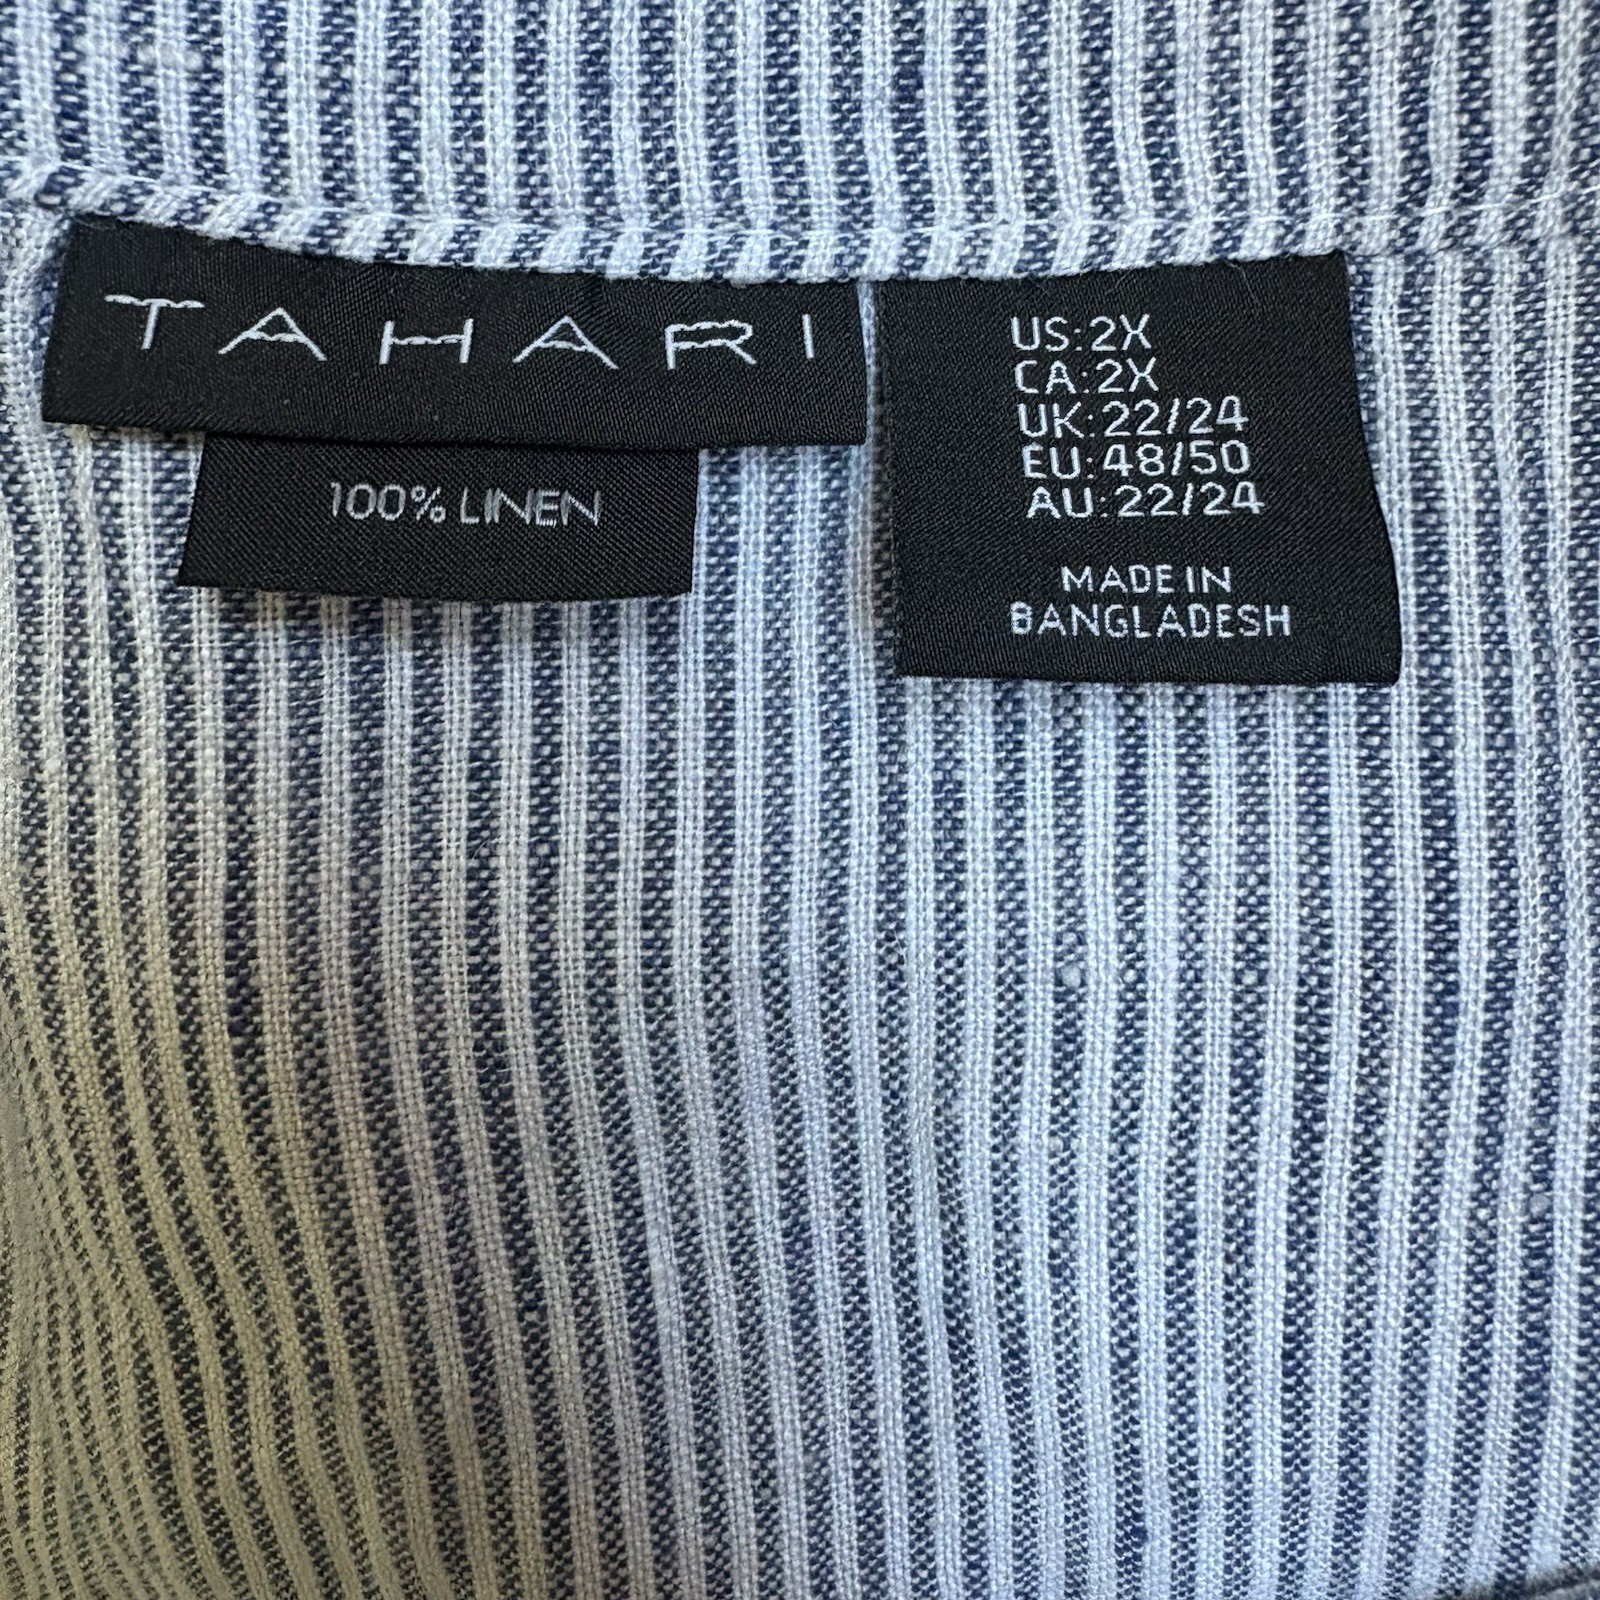 TAHARI
100% LINEN
US:2X
CA:2X
UK:22/24
EU:48/50
AU:22/24
MADE IN
BANGLADESH